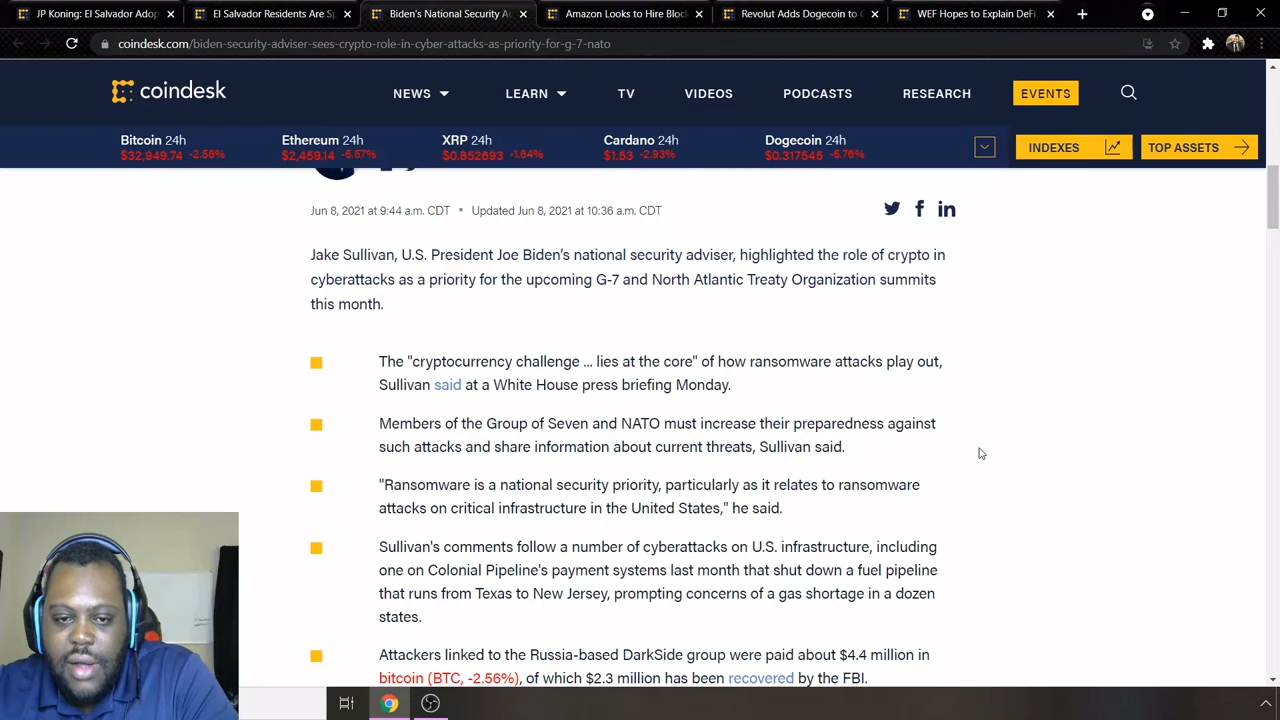 JP Koning: El Salvador Adop
El Salvador Residents Are S
Biden's National Security A
Amazon Looks to Hire Bloc
Revolut Adds Dogecoin to
WEF Hopes to Explain DeFi
coindesk.com/biden-security-adviser-sees-crypto-role-in-cyber-attacks-as-priority-for-g-7-nato
coindesk NEWS LEARN TV VIDEOS PODCASTS RESEARCH EVENTS
Bitcoin 24h Ethereum 24h XRP 24h Cardano 24h Dogecoin 24h
$32,949.74 -2.56% $2,459.14 -6.67% $0.852693 -1.64% $1.53 -2.93% $0.317545 -5.76%
INDEXES TOP ASSETS
Jun 8, 2021 at 9:44 a.m. CDT Updated Jun 8, 2021 at 10:36 a.m. CDT
Jake Sullivan, U.S. President Joe Biden's national security adviser, highlighted the role of crypto in
cyberattacks as a priority for the upcoming G-7 and North Atlantic Treaty Organization summits
this month.
The "cryptocurrency challenge ... lies at the core" of how ransomware attacks play out,
Sullivan said at a White House press briefing Monday.
Members of the Group of Seven and NATO must increase their preparedness against
such attacks and share information about current threats, Sullivan said.
"Ransomware is a national security priority, particularly as it relates to ransomware
attacks on critical infrastructure in the United States," he said.
Sullivan's comments follow a number of cyberattacks on U.S. infrastructure, including
one on Colonial Pipeline's payment systems last month that shut down a fuel pipeline
that runs from Texas to New Jersey, prompting concerns of a gas shortage in a dozen
states.
Attackers linked to the Russia-based DarkSide group were paid about $4.4 million in
bitcoin (BTC, -2.56%), of which $2.3 million has been recovered by the FBI.